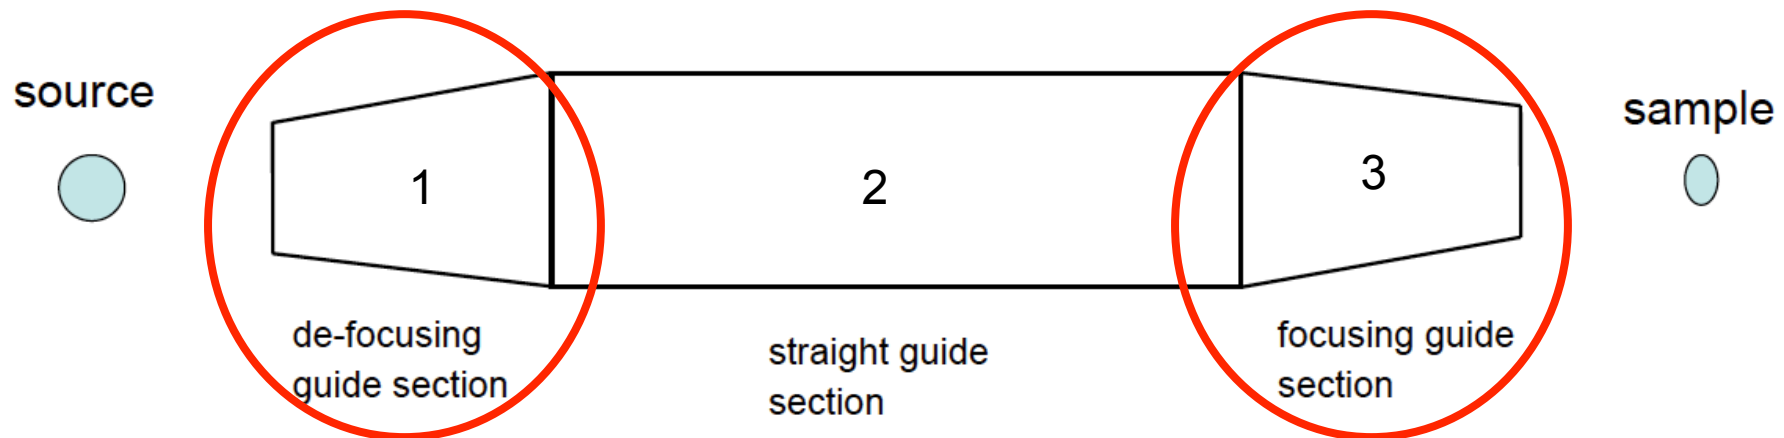 source
sample
1
2
3
de-focusing
guide section
straight guide
section
focusing guide
section